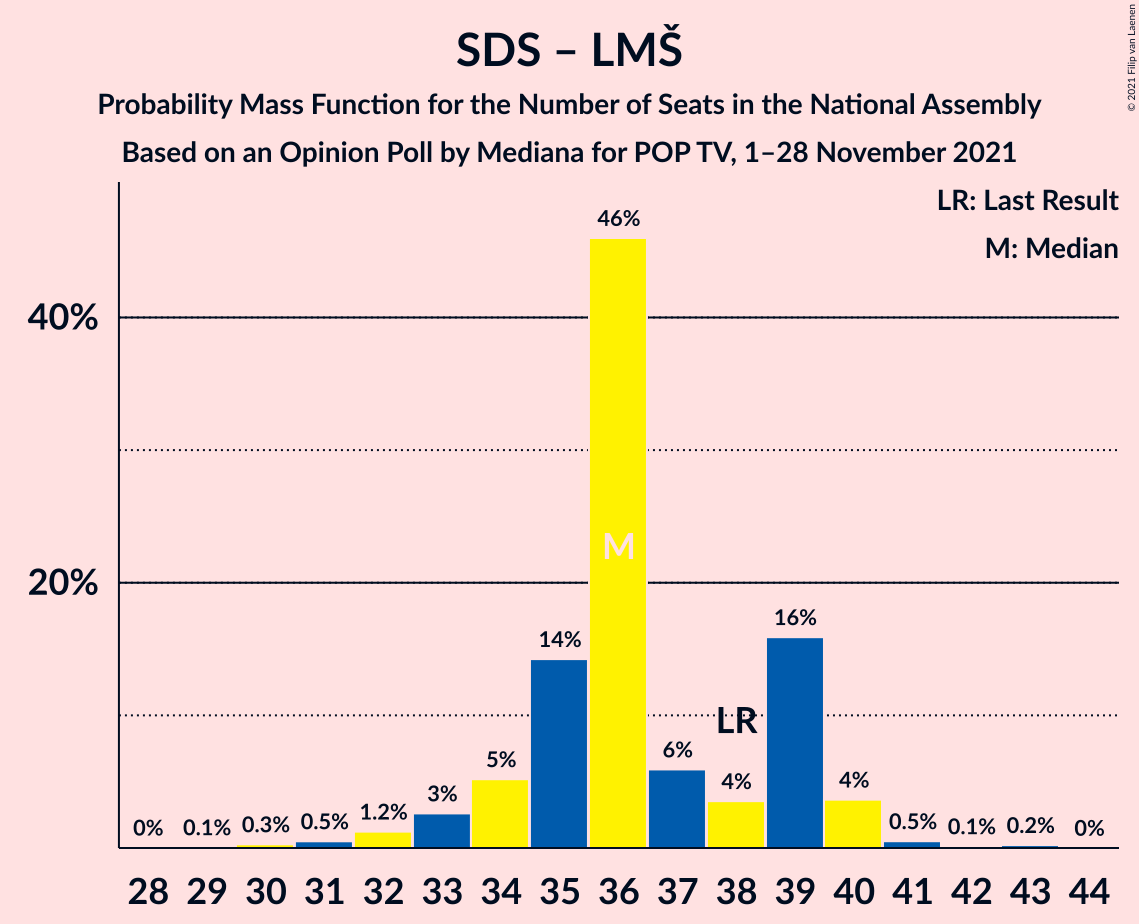 SDS – LMŠ
Probability Mass Function for the Number of Seats in the National Assembly
Based on an Opinion Poll by Mediana for POP TV, 1–28 November 2021
© 2021 Filip van Laenen
LR: Last Result
M: Median
40%
20%
0% 0.1% 0.3% 0.5% 1.2% 3% 5% 14% 46% 6% 4% 16% 4% 0.5% 0.1% 0.2% 0%
M
LR
28 29 30 31 32 33 34 35 36 37 38 39 40 41 42 43 44